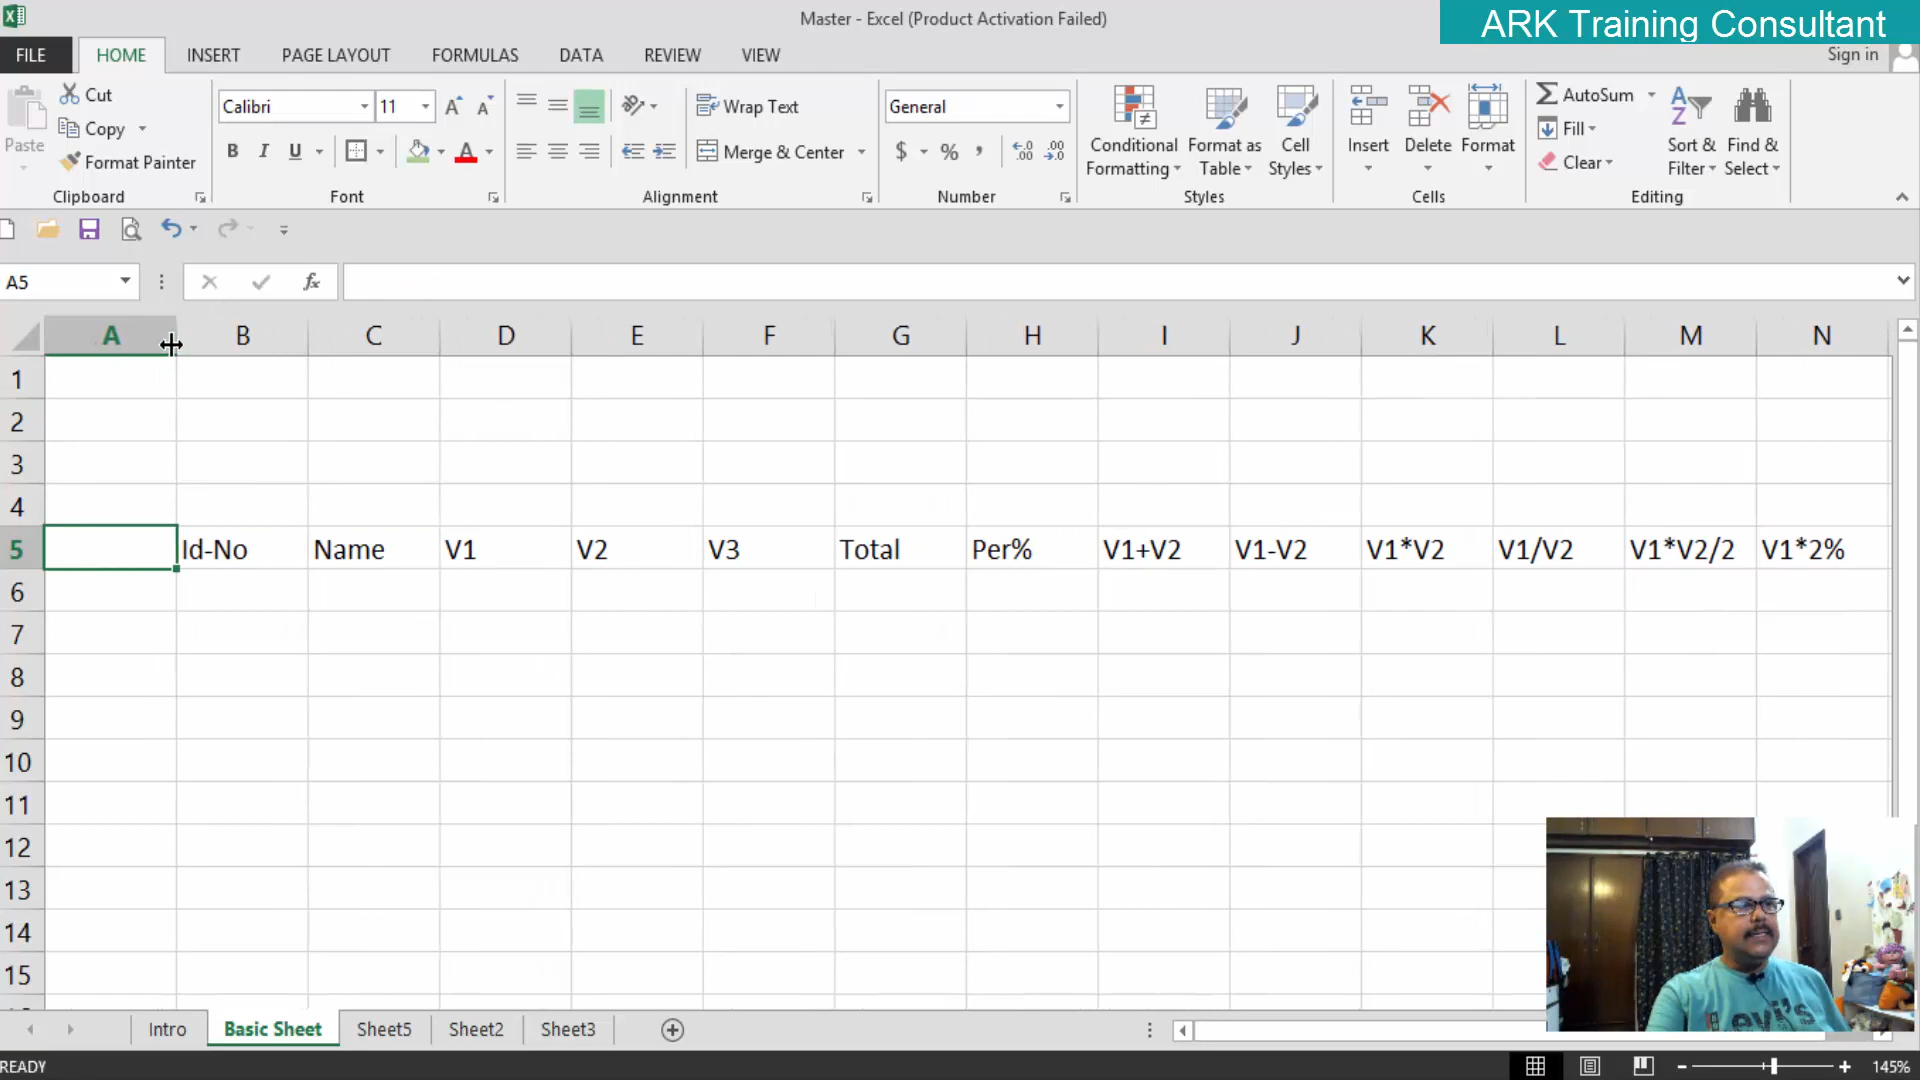 Master - Excel (Product Activation Failed)
ARK Training Consultant
FILE HOME INSERT PAGE LAYOUT FORMULAS DATA REVIEW VIEW
Sign in
Paste
Cut
Copy
Format Painter
Clipboard
Calibri 11
B I U
Font
Wrap Text
Merge & Center
Alignment
General
$ %
Number
Conditional Formatting
Format as Table
Cell Styles
Styles
Insert Delete Format
Cells
AutoSum
Fill
Clear
Sort & Filter
Find & Select
Editing
A5
fx
A B C D E F G H I J K L M N
1
2
3
4
5 Id-No Name V1 V2 V3 Total Per% V1+V2 V1-V2 V1*V2 V1/V2 V1*V2/2 V1*2%
6
7
8
9
10
11
12
13
14
15
Levi's
Intro Basic Sheet Sheet5 Sheet2 Sheet3
READY
145%